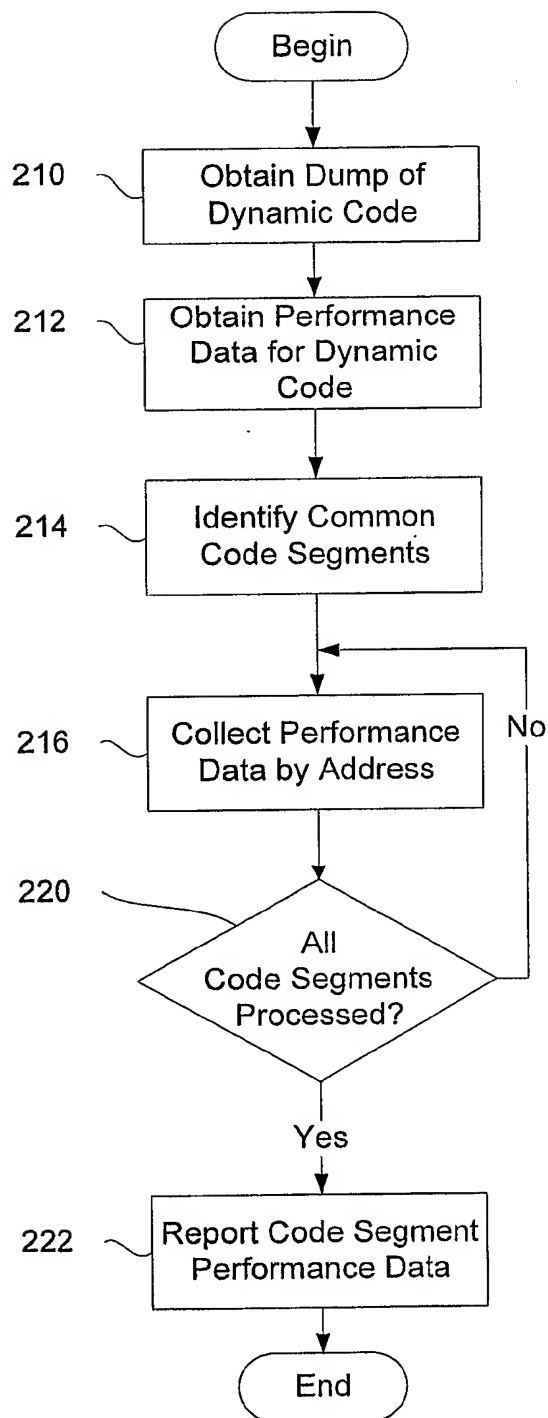 Begin
210
Obtain Dump of
Dynamic Code
212
Obtain Performance
Data for Dynamic
Code
214
Identify Common
Code Segments
216
Collect Performance
Data by Address
No
220
All
Code Segments
Processed?
Yes
222
Report Code Segment
Performance Data
End